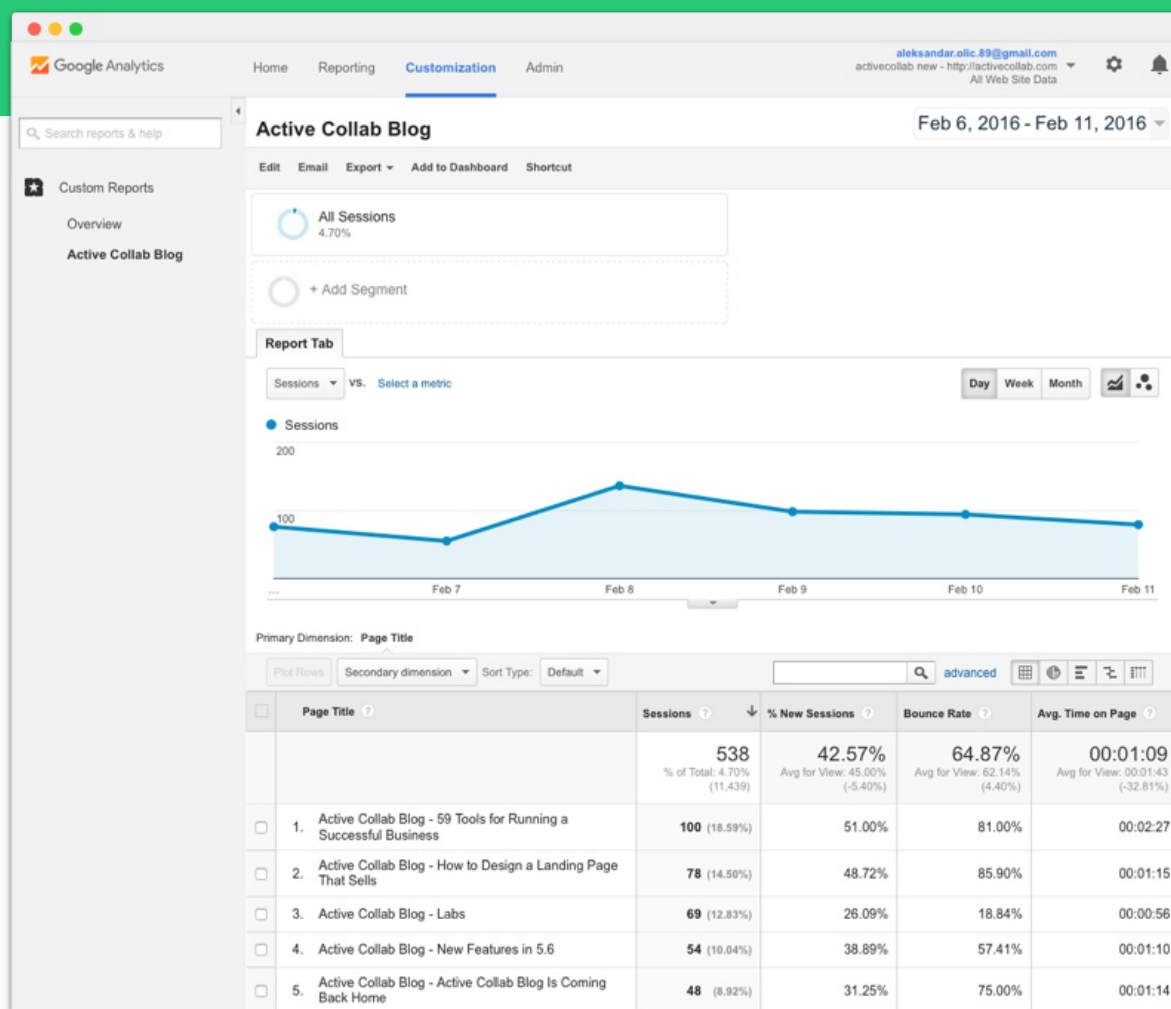 Google Analytics
Home Reporting Customization Admin
aleksandar.olic.89@gmail.com
activecollab new - http://activecollab.com
All Web Site Data
Search reports & help
Custom Reports
Overview
Active Collab Blog
Active Collab Blog
Feb 6, 2016 - Feb 11, 2016
Edit Email Export Add to Dashboard Shortcut
All Sessions
4.70%
+ Add Segment
Report Tab
Sessions VS. Select a metric
Day Week Month
Sessions
200
100
... Feb 7 Feb 8 Feb 9 Feb 10 Feb 11
Primary Dimension: Page Title
Plot Rows Secondary dimension Sort Type: Default advanced
Page Title ? Sessions ? % New Sessions ? Bounce Rate ? Avg. Time on Page ?
538 42.57% 64.87% 00:01:09
% of Total: 4.70% Avg for View: 45.00% Avg for View: 62.14% Avg for View: 00:01:43
(11,439) (-5.40%) (4.40%) (-32.81%)
1. Active Collab Blog - 59 Tools for Running a
Successful Business
100 (18.59%) 51.00% 81.00% 00:02:27
2. Active Collab Blog - How to Design a Landing Page
That Sells
78 (14.50%) 48.72% 85.90% 00:01:15
3. Active Collab Blog - Labs 69 (12.83%) 26.09% 18.84% 00:00:56
4. Active Collab Blog - New Features in 5.6 54 (10.04%) 38.89% 57.41% 00:01:10
5. Active Collab Blog - Active Collab Blog Is Coming
Back Home
48 (8.92%) 31.25% 75.00% 00:01:14